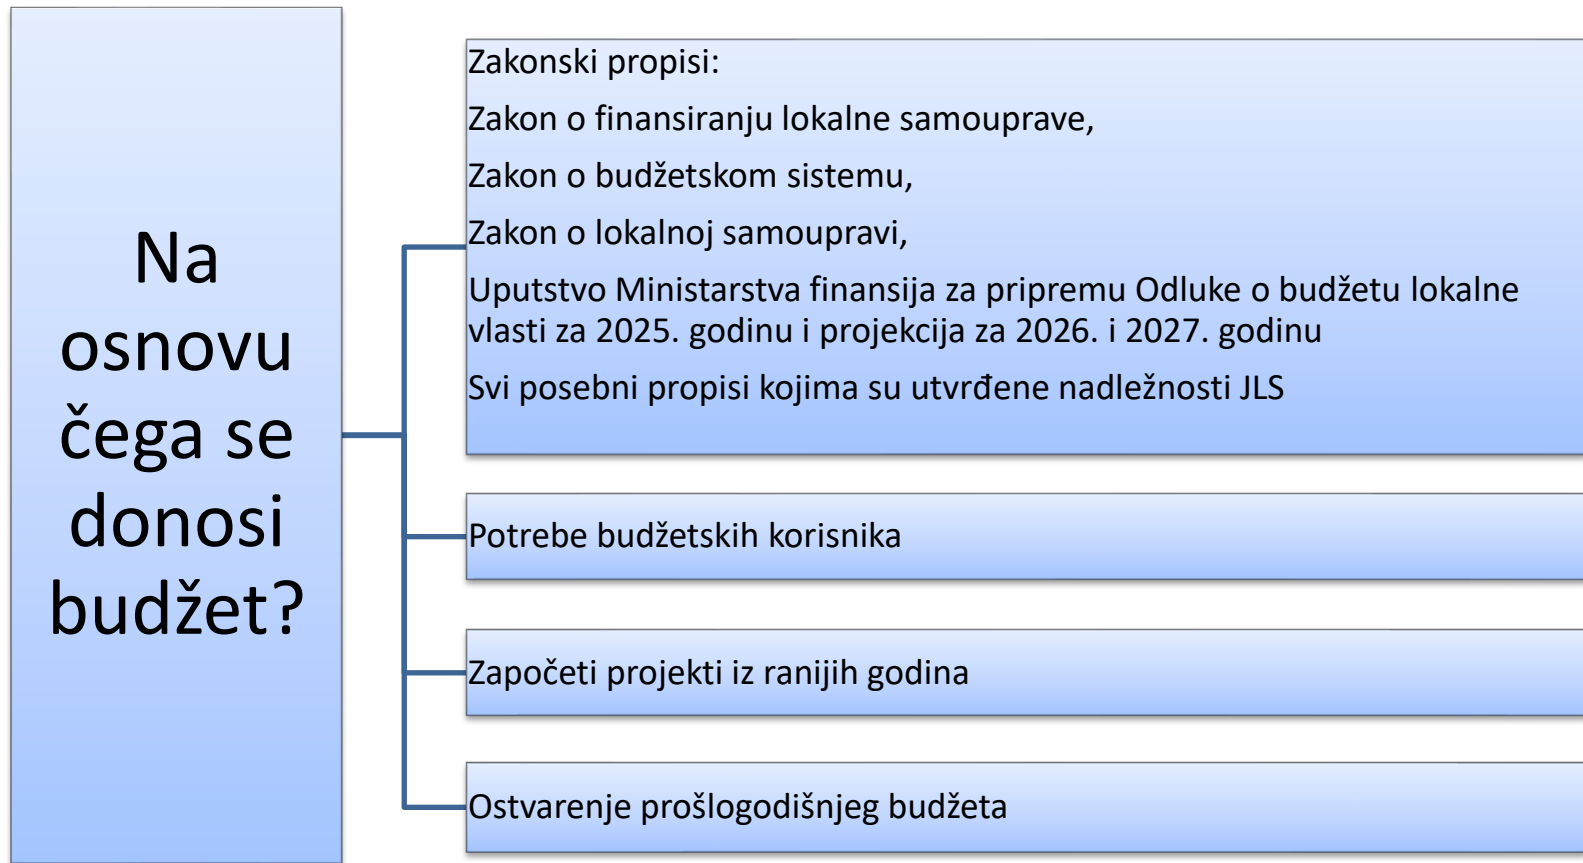 Na
osnovu
čega se
donosi
budžet?
Zakonski propisi:
Zakon o finansiranju lokalne samouprave,
Zakon o budžetskom sistemu,
Zakon o lokalnoj samoupravi,
Uputstvo Ministarstva finansija za pripremu Odluke o budžetu lokalne
vlasti za 2025. godinu i projekcija za 2026. i 2027. godinu
Svi posebni propisi kojima su utvrđene nadležnosti JLS
Potrebe budžetskih korisnika
Započeti projekti iz ranijih godina
Ostvarenje prošlogodišnjeg budžeta